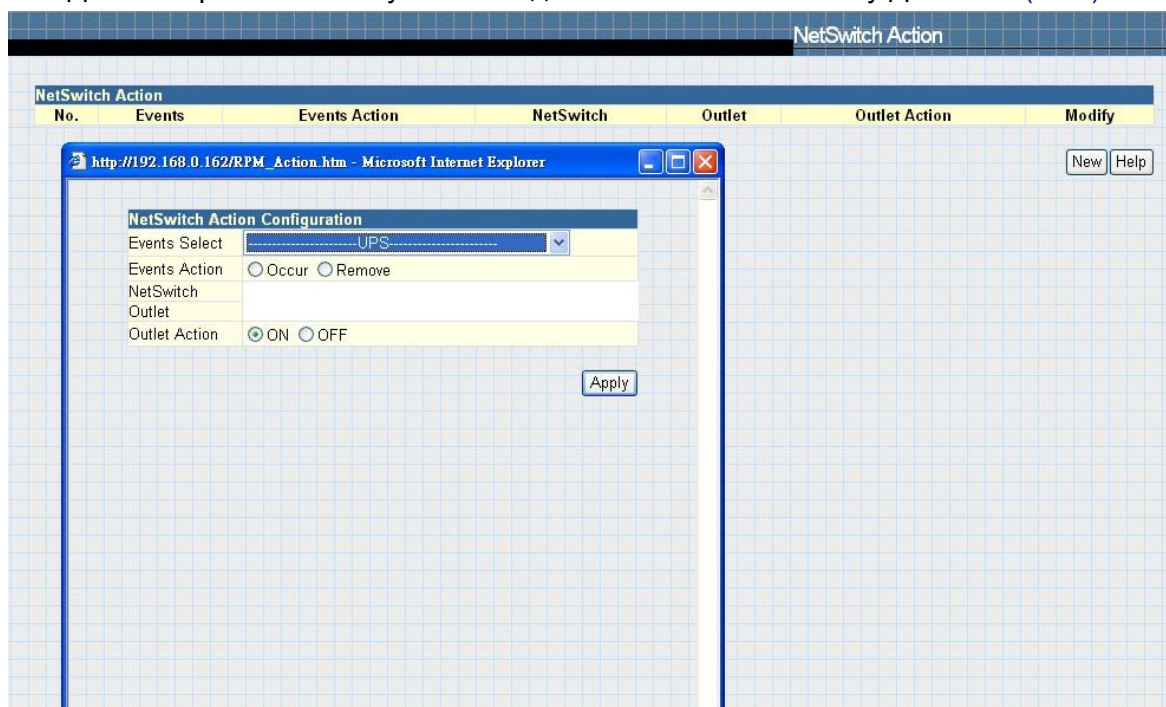 NetSwitch Action
NetSwitch Action
No. Events Events Action NetSwitch Outlet Outlet Action Modify
New Help
http://192.168.0.162/RPM_Action.htm - Microsoft Internet Explorer
NetSwitch Action Configuration
Events Select -----------------------UPS-----------------------
Events Action Occur Remove
NetSwitch
Outlet
Outlet Action ON OFF
Apply